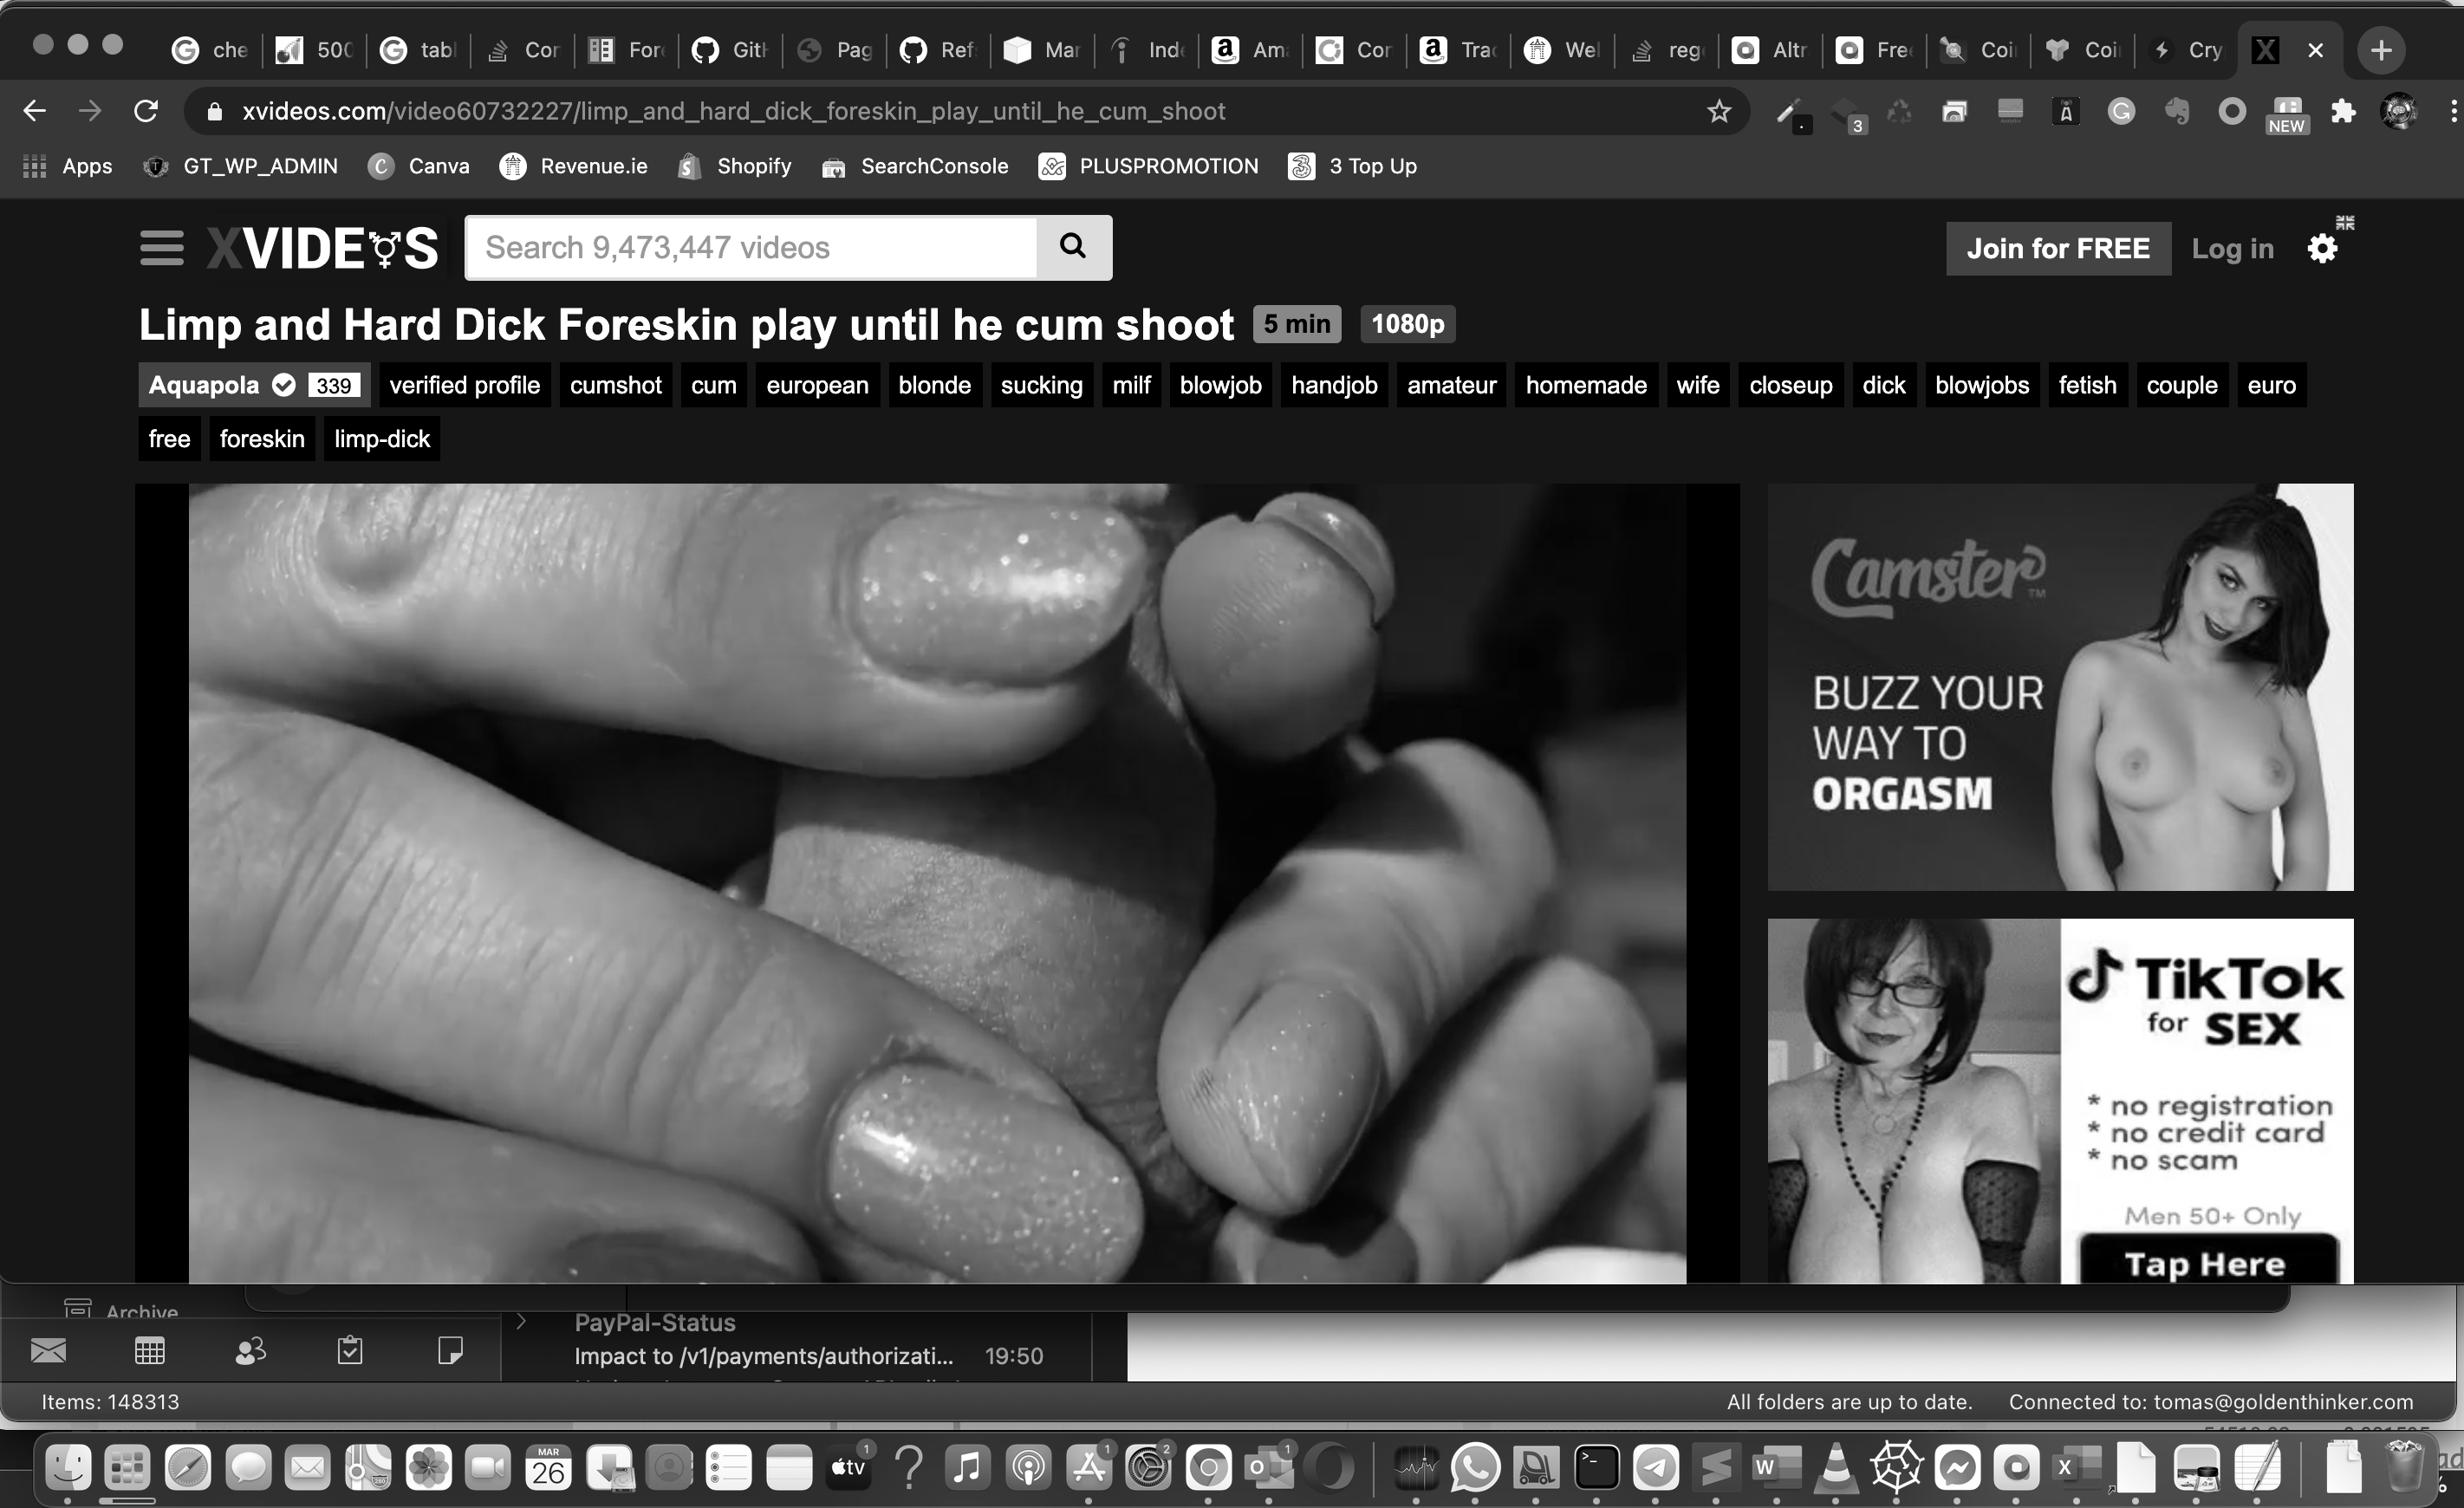 che
500
tabl
Cor
For
Gith
Pag
Ref
Mar
Inde
Ama
Cor
Trac
Wel
reg
Altr
Free
Coi
Coi
Cry
X
xvideos.com/video60732227/limp_and_hard_dick_foreskin_play_until_he_cum_shoot
3
NEW
Apps
GT_WP_ADMIN
Canva
Revenue.ie
Shopify
SearchConsole
PLUSPROMOTION
3 Top Up
XVIDEOS
Search 9,473,447 videos
Join for FREE
Log in
Limp and Hard Dick Foreskin play until he cum shoot 5 min 1080p
Aquapola 339 verified profile cumshot cum european blonde sucking milf blowjob handjob amateur homemade wife closeup dick blowjobs fetish couple euro
free foreskin limp-dick
Camster TM
BUZZ YOUR
WAY TO
ORGASM
TikTok
for SEX
* no registration
* no credit card
* no scam
Men 50+ Only
Tap Here
Archive
PayPal-Status
Impact to /v1/payments/authorizati... 19:50
Items: 148313
All folders are up to date.
Connected to: tomas@goldenthinker.com
MAR
26
tv
1
1
2
1
W
X